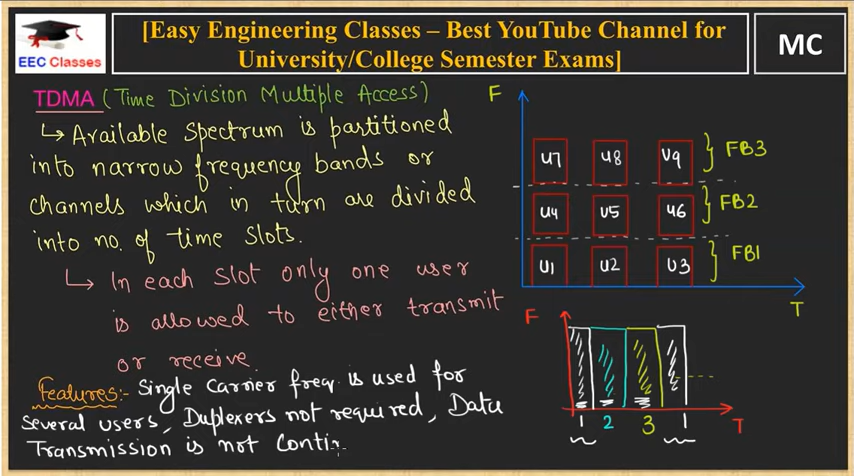 [Easy Engineering Classes – Best YouTube Channel for
University/College Semester Exams]
EEC Classes
MC
TDMA (Time Division Multiple Access)
↳ Available Spectrum is partitioned
into narrow frequency bands or
channels which in turn are divided
into no. of time slots.
↳ In each slot only one user
is allowed to either transmit
or receive.
Features:- Single carrier freq. is used for
several users, Duplexers not required, Data
Transmission is not Conti
F
U7 U8 U9 FB3
U4 U5 U6 FB2
U1 U2 U3 FB1
T
F
1 2 3 1
T